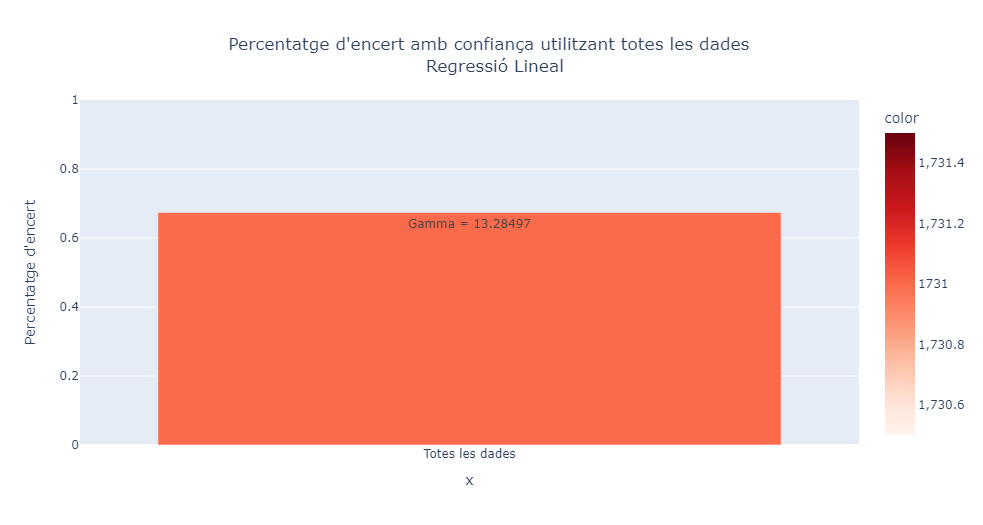 Percentatge d'encert amb confiança utilitzant totes les dades
Regressió Lineal
Percentatge d'encert
1
0.8
0.6
0.4
0.2
0
Gamma = 13.28497
Totes les dades
x
color
1,731.4
1,731.2
1731
1,730.8
1,730.6